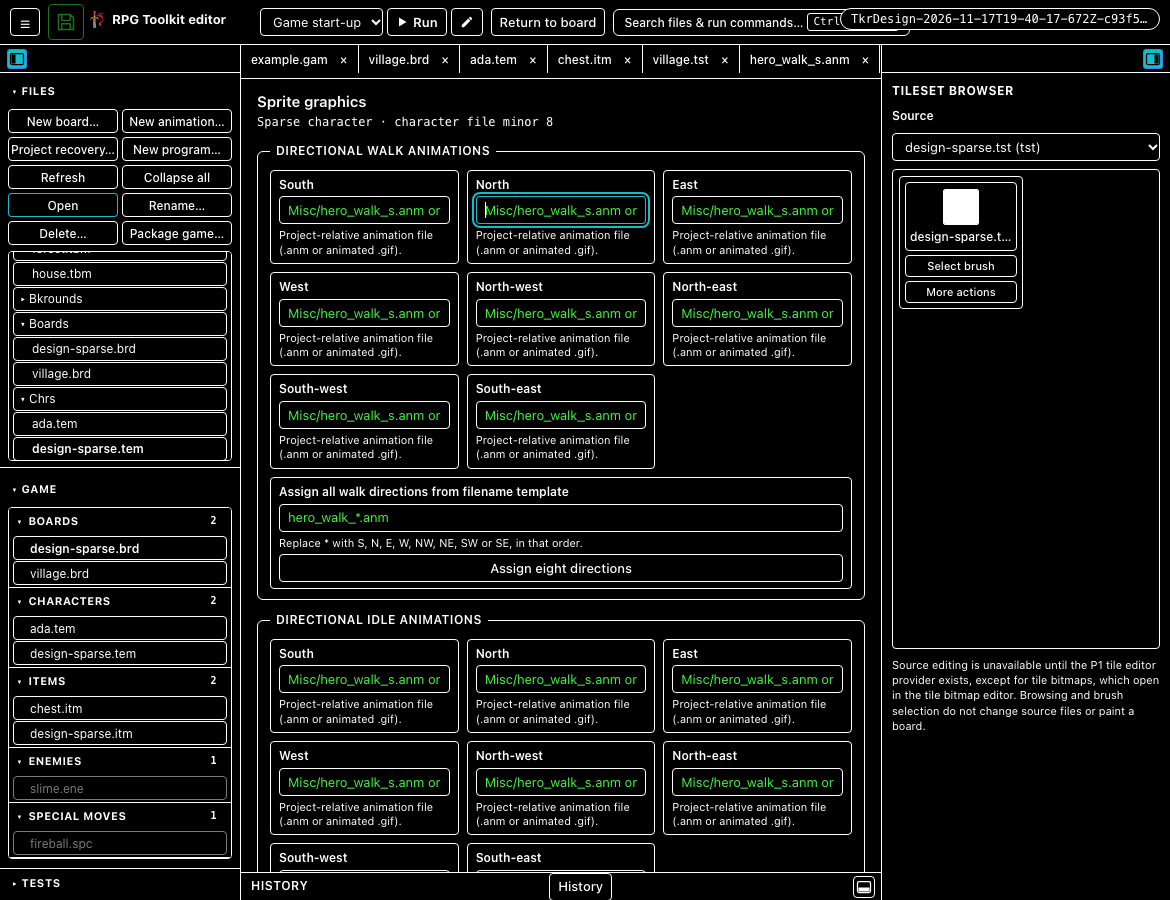 RPG Toolkit editor
Game start-up
Run
Return to board
Search files & run commands...
Ctrl
TkrDesign-2026-11-17T19-40-17-672Z-c93f5…
FILES
New board...
New animation...
Project recovery...
New program...
Refresh
Collapse all
Open
Rename...
Delete...
Package game...
house.tbm
Bkrounds
Boards
design-sparse.brd
village.brd
Chrs
ada.tem
design-sparse.tem
GAME
BOARDS 2
design-sparse.brd
village.brd
CHARACTERS 2
ada.tem
design-sparse.tem
ITEMS 2
chest.itm
design-sparse.itm
ENEMIES 1
slime.ene
SPECIAL MOVES 1
fireball.spc
TESTS
example.gam ×
village.brd ×
ada.tem ×
chest.itm ×
village.tst ×
hero_walk_s.anm ×
Sprite graphics
Sparse character · character file minor 8
DIRECTIONAL WALK ANIMATIONS
South
Misc/hero_walk_s.anm or
Project-relative animation file
(.anm or animated .gif).
North
Misc/hero_walk_s.anm or
Project-relative animation file
(.anm or animated .gif).
East
Misc/hero_walk_s.anm or
Project-relative animation file
(.anm or animated .gif).
West
Misc/hero_walk_s.anm or
Project-relative animation file
(.anm or animated .gif).
North-west
Misc/hero_walk_s.anm or
Project-relative animation file
(.anm or animated .gif).
North-east
Misc/hero_walk_s.anm or
Project-relative animation file
(.anm or animated .gif).
South-west
Misc/hero_walk_s.anm or
Project-relative animation file
(.anm or animated .gif).
South-east
Misc/hero_walk_s.anm or
Project-relative animation file
(.anm or animated .gif).
Assign all walk directions from filename template
hero_walk_*.anm
Replace * with S, N, E, W, NW, NE, SW or SE, in that order.
Assign eight directions
DIRECTIONAL IDLE ANIMATIONS
South
Misc/hero_walk_s.anm or
Project-relative animation file
(.anm or animated .gif).
North
Misc/hero_walk_s.anm or
Project-relative animation file
(.anm or animated .gif).
East
Misc/hero_walk_s.anm or
Project-relative animation file
(.anm or animated .gif).
West
Misc/hero_walk_s.anm or
Project-relative animation file
(.anm or animated .gif).
North-west
Misc/hero_walk_s.anm or
Project-relative animation file
(.anm or animated .gif).
North-east
Misc/hero_walk_s.anm or
Project-relative animation file
(.anm or animated .gif).
South-west
South-east
HISTORY
History
TILESET BROWSER
Source
design-sparse.tst (tst)
design-sparse.t...
Select brush
More actions
Source editing is unavailable until the P1 tile editor
provider exists, except for tile bitmaps, which open
in the tile bitmap editor. Browsing and brush
selection do not change source files or paint a
board.